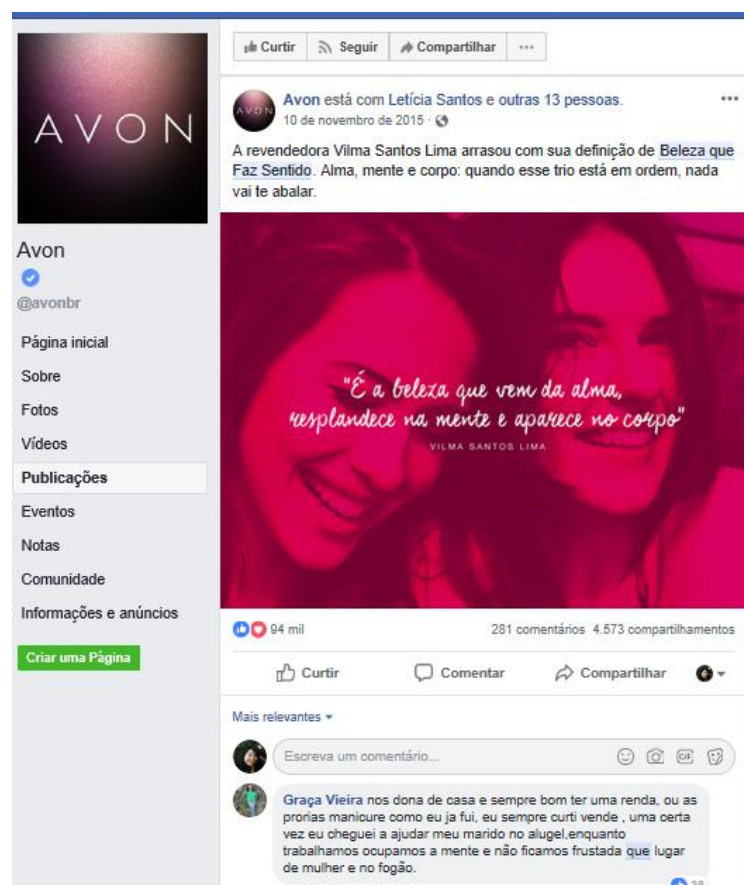 AVON
Avon
@avonbr
Página inicial
Sobre
Fotos
Vídeos
Publicações
Eventos
Notas
Comunidade
Informações e anúncios
Criar uma Página
Curtir
Seguir
Compartilhar
AVON
Avon está com Letícia Santos e outras 13 pessoas.
10 de novembro de 2015 ·
A revendedora Vilma Santos Lima arrasou com sua definição de Beleza que
Faz Sentido. Alma, mente e corpo: quando esse trio está em ordem, nada
vai te abalar.
"É a beleza que vem da alma,
resplandece na mente e aparece no corpo"
VILMA SANTOS LIMA
94 mil
281 comentários 4.573 compartilhamentos
Curtir
Comentar
Compartilhar
Mais relevantes
Escreva um comentário...
GIF
Graça Vieira nos dona de casa e sempre bom ter uma renda, ou as
prorias manicure como eu ja fui, eu sempre curti vende , uma certa
vez eu cheguei a ajudar meu marido no alugel,enquanto
trabalhamos ocupamos a mente e não ficamos frustada que lugar
de mulher e no fogão.